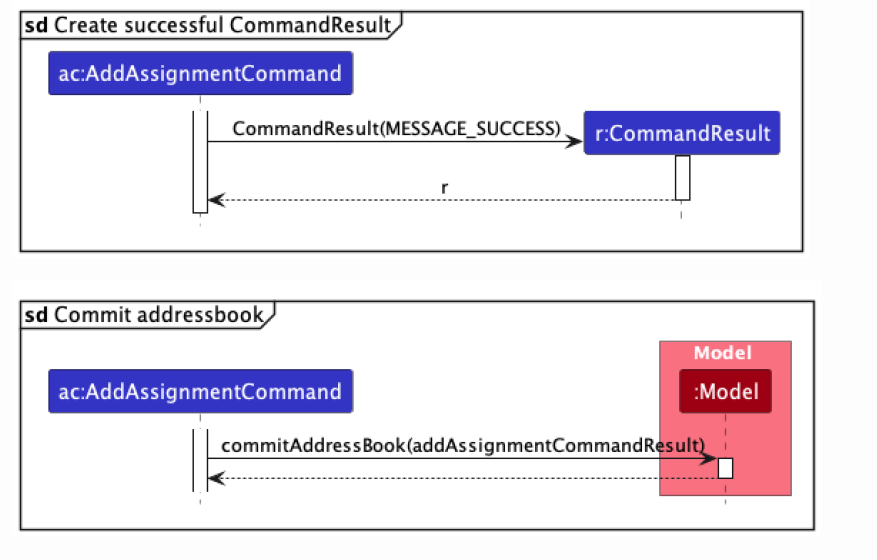 sd Create successful CommandResult
ac:AddAssignmentCommand
CommandResult(MESSAGE_SUCCESS)
r:CommandResult
r
sd Commit addressbook
Model
ac:AddAssignmentCommand
:Model
commitAddressBook(addAssignmentCommandResult)